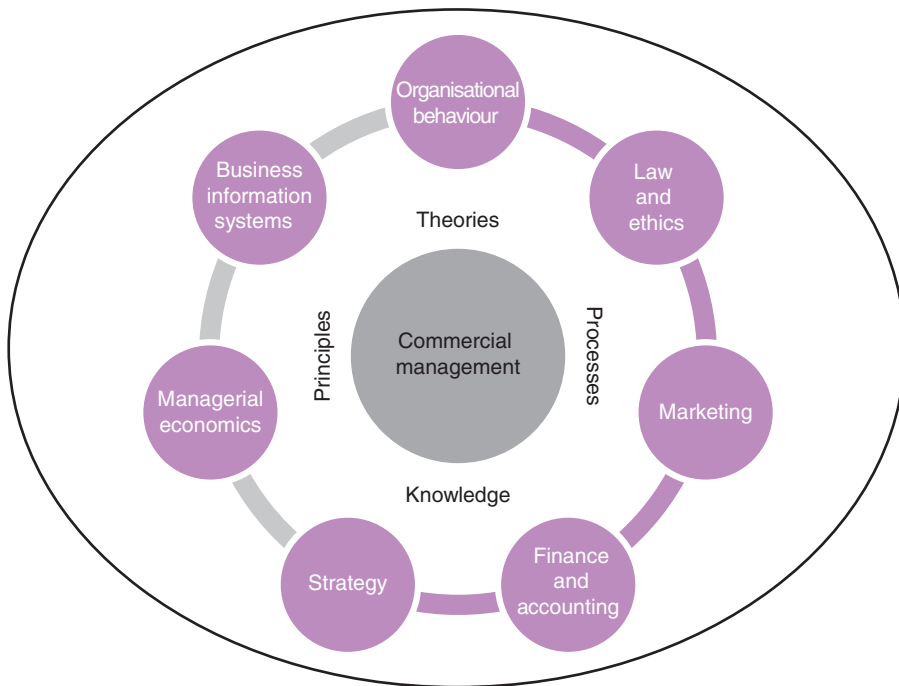 Organisational
behaviour
Business
information
systems
Law
and
ethics
Theories
Principles
Commercial
management
Processes
Managerial
economics
Marketing
Knowledge
Strategy
Finance
and
accounting